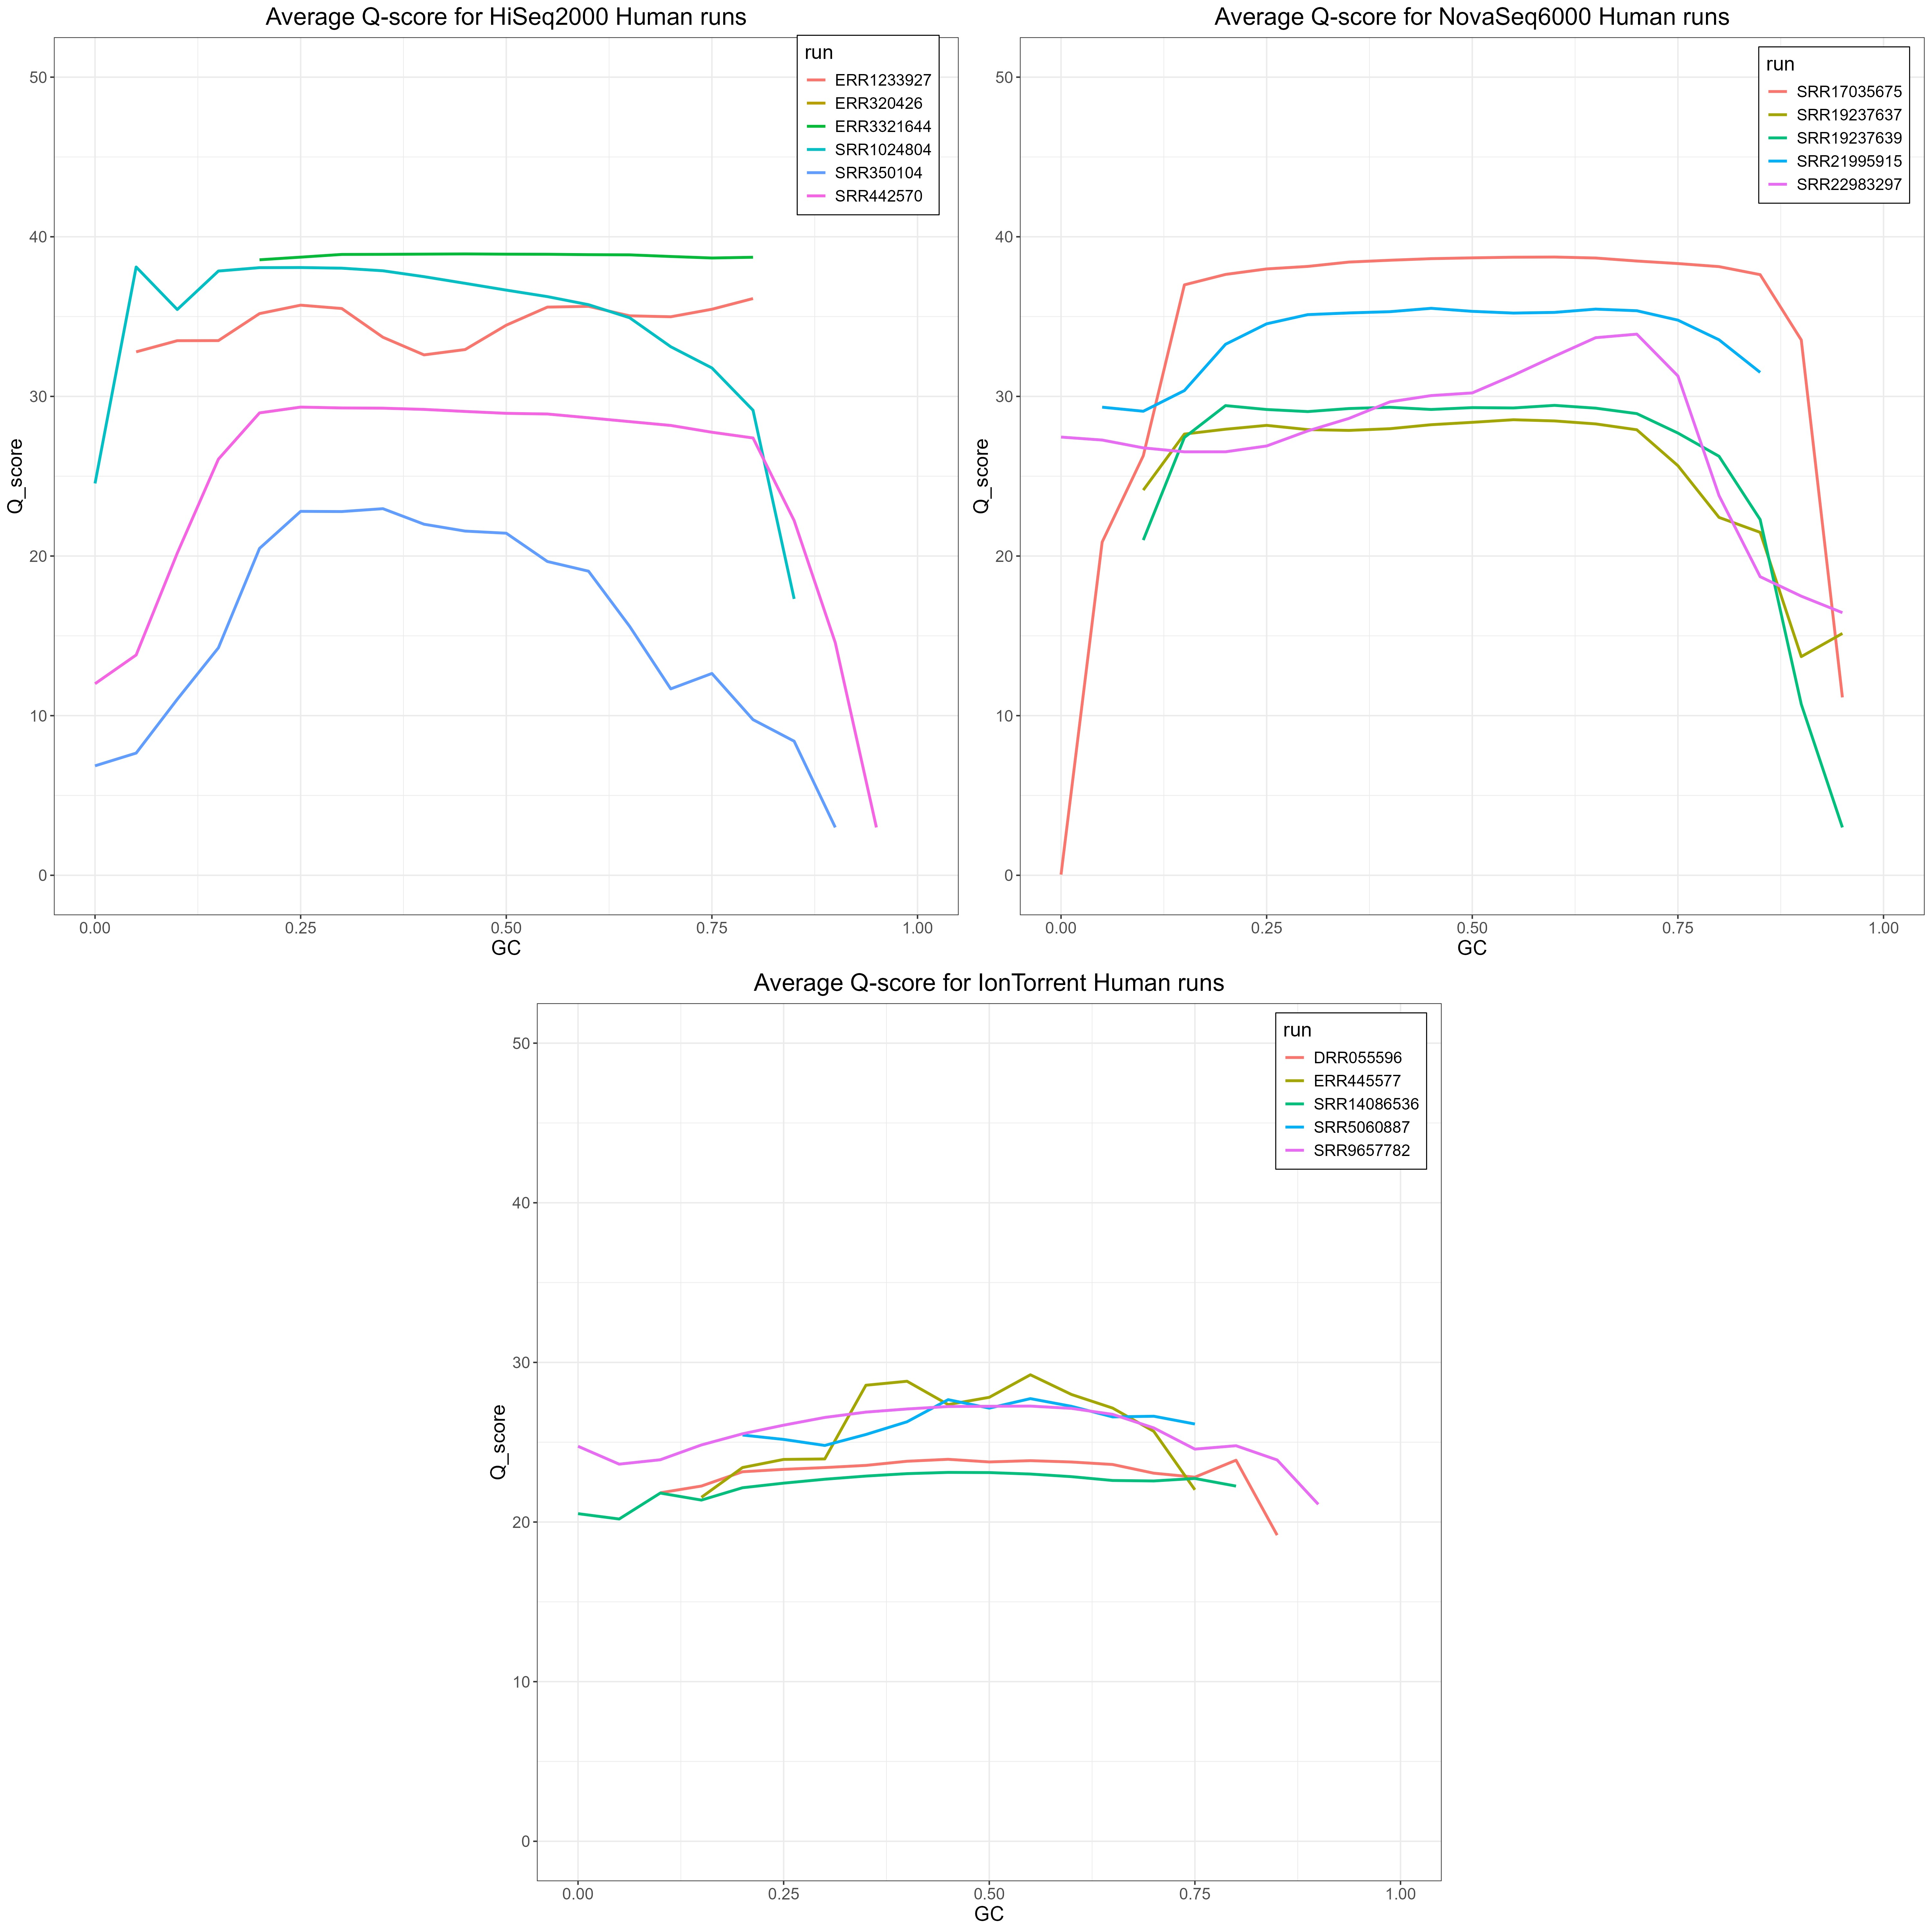 Average Q-score for HiSeq2000 Human runs
run
ERR1233927
ERR320426
ERR3321644
SRR1024804
SRR350104
SRR442570
50
40
30
20
10
0
Q_score
0.00 0.25 0.50 0.75 1.00
GC
Average Q-score for NovaSeq6000 Human runs
run
SRR17035675
SRR19237637
SRR19237639
SRR21995915
SRR22983297
50
40
30
20
10
0
Q_score
0.00 0.25 0.50 0.75 1.00
GC
Average Q-score for IonTorrent Human runs
run
DRR055596
ERR445577
SRR14086536
SRR5060887
SRR9657782
50
40
30
20
10
0
Q_score
0.00 0.25 0.50 0.75 1.00
GC